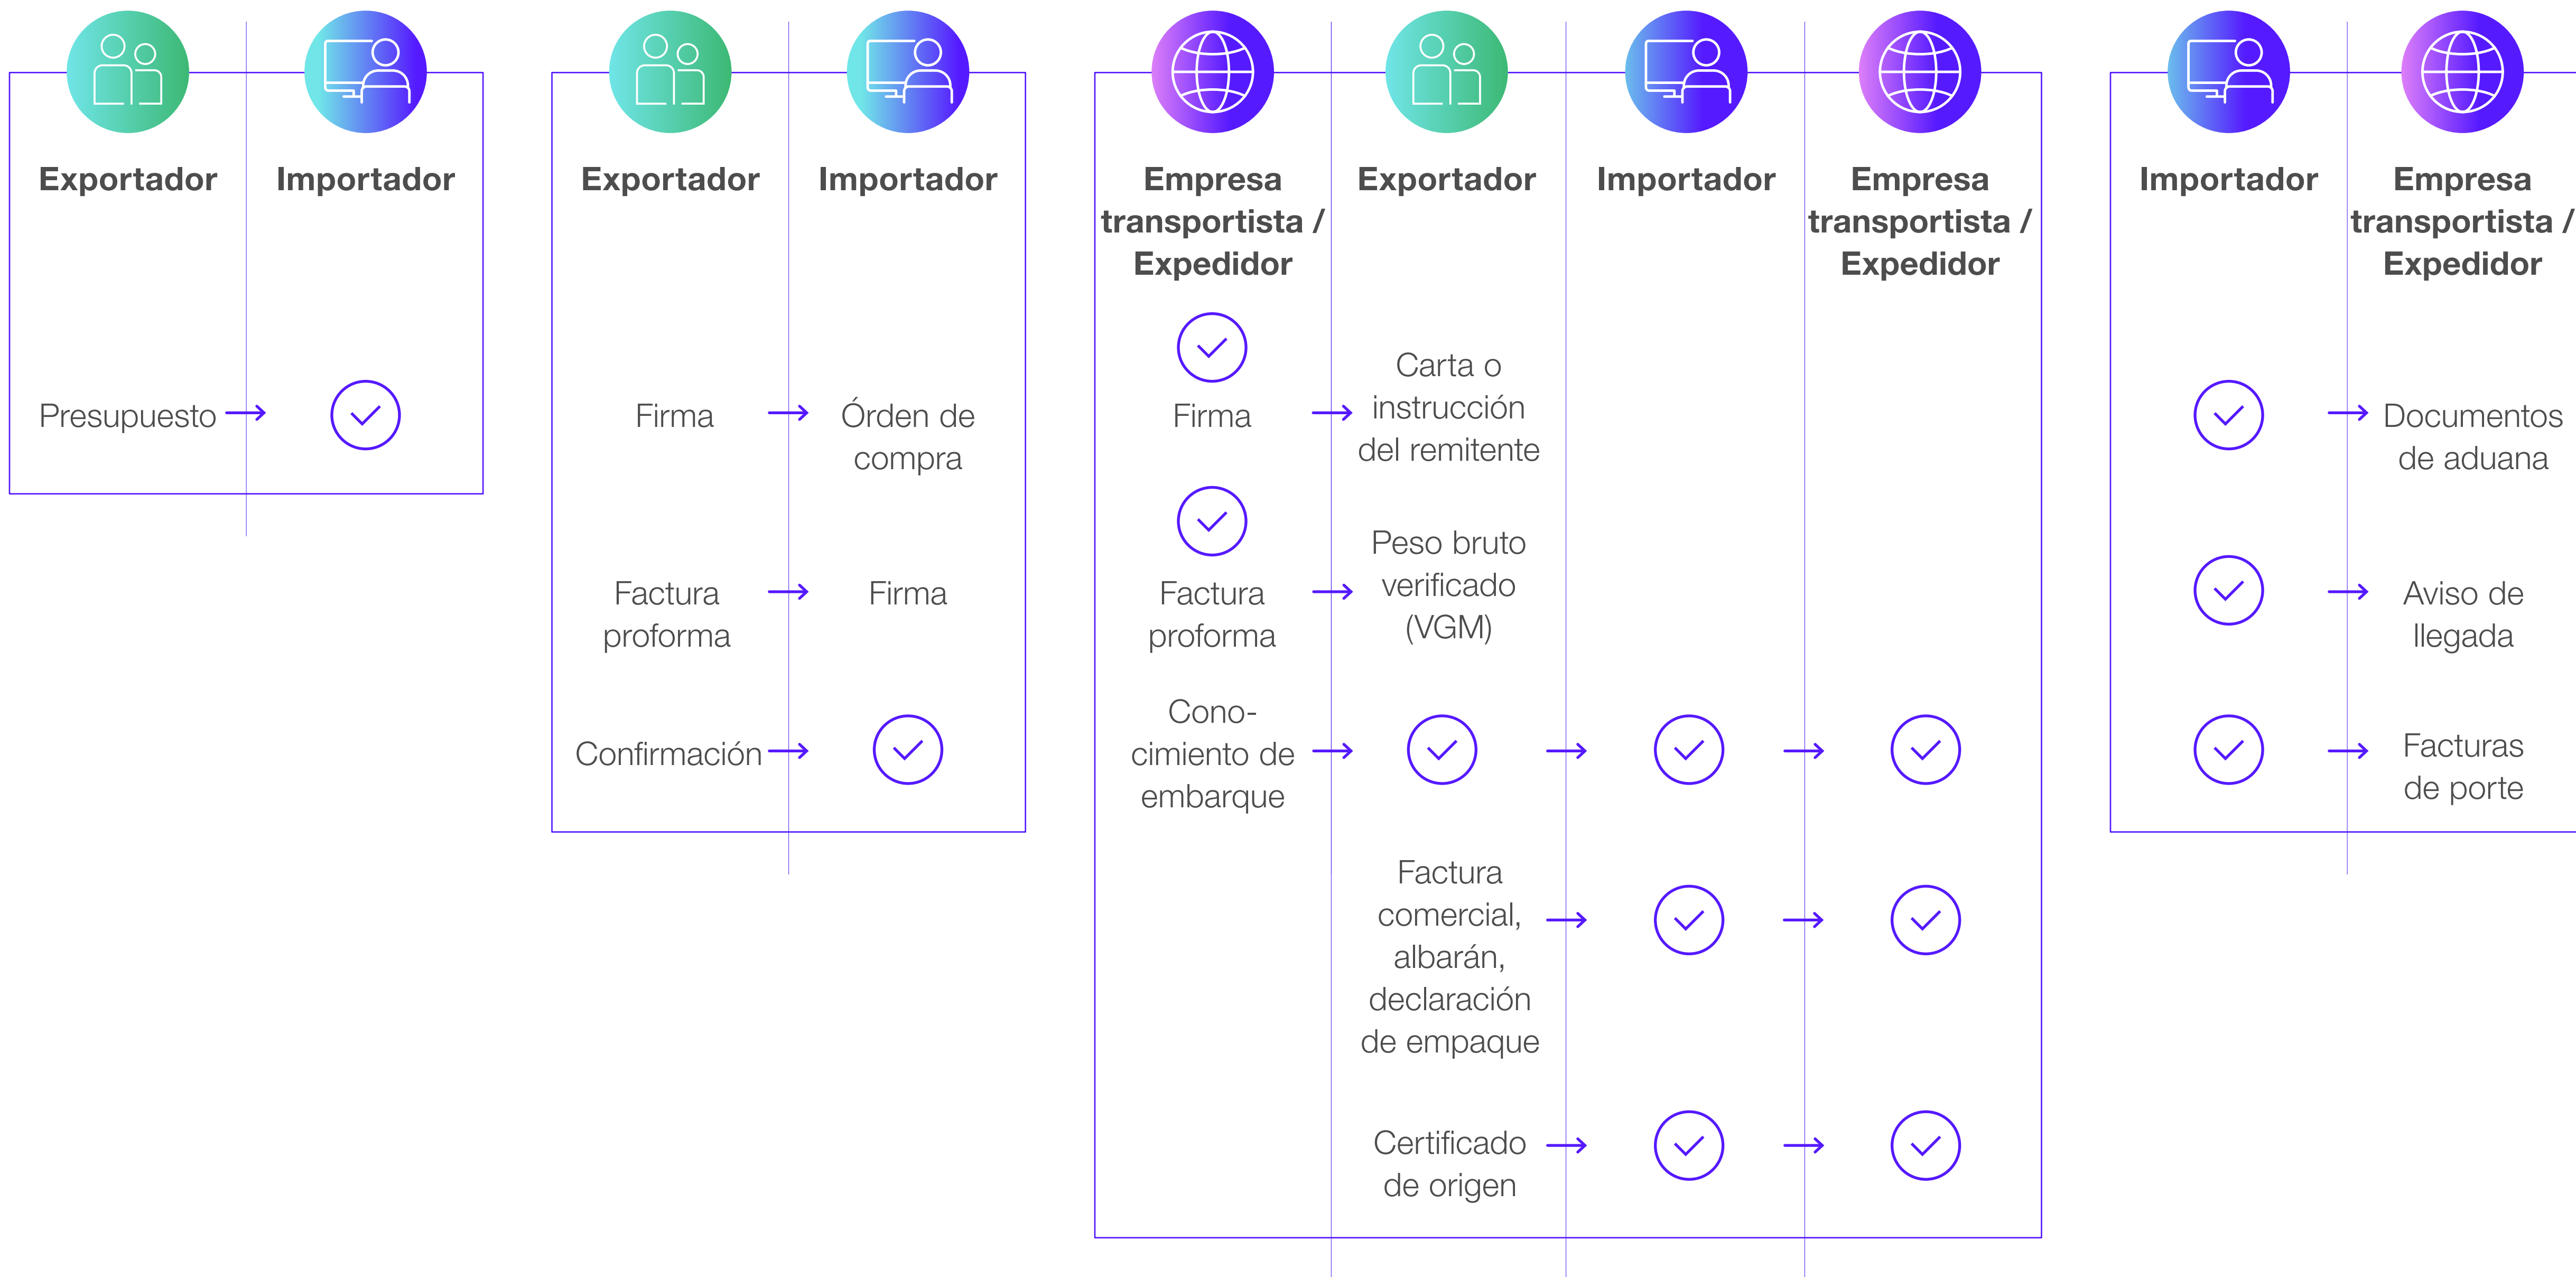 Exportador
Importador
Presupuesto
Exportador
Importador
Firma
Órden de
compra
Factura
proforma
Firma
Confirmación
Empresa
transportista /
Expedidor
Exportador
Importador
Empresa
transportista /
Expedidor
Firma
Carta o
instrucción
del remitente
Factura
proforma
Peso bruto
verificado
(VGM)
Cono-
cimiento de
embarque
Factura
comercial,
albarán,
declaración
de empaque
Certificado
de origen
Importador
Empresa
transportista /
Expedidor
Documentos
de aduana
Aviso de
llegada
Facturas
de porte